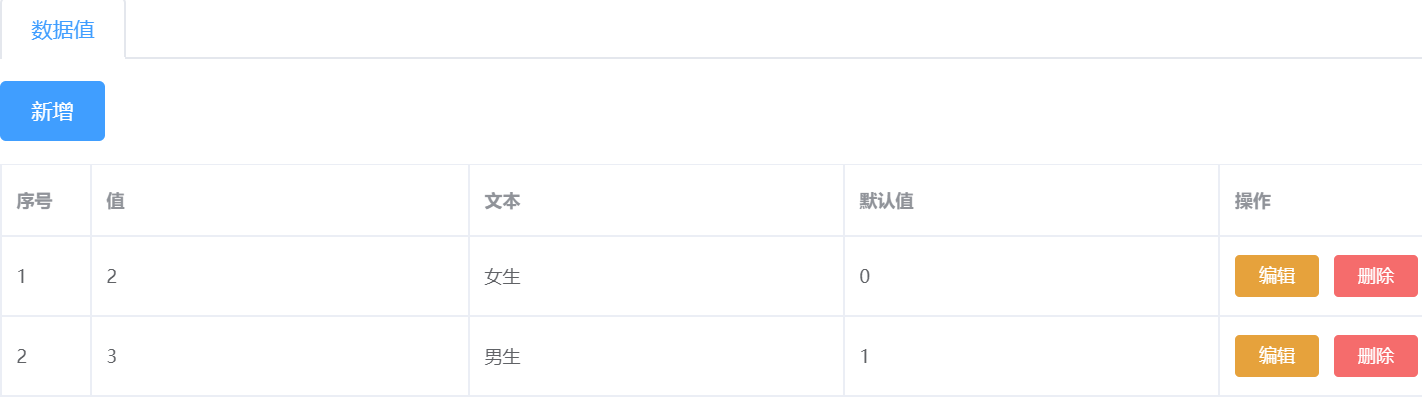 数据值
新增
序号 值 文本 默认值 操作
1 2 女生 0 编辑 删除
2 3 男生 1 编辑 删除